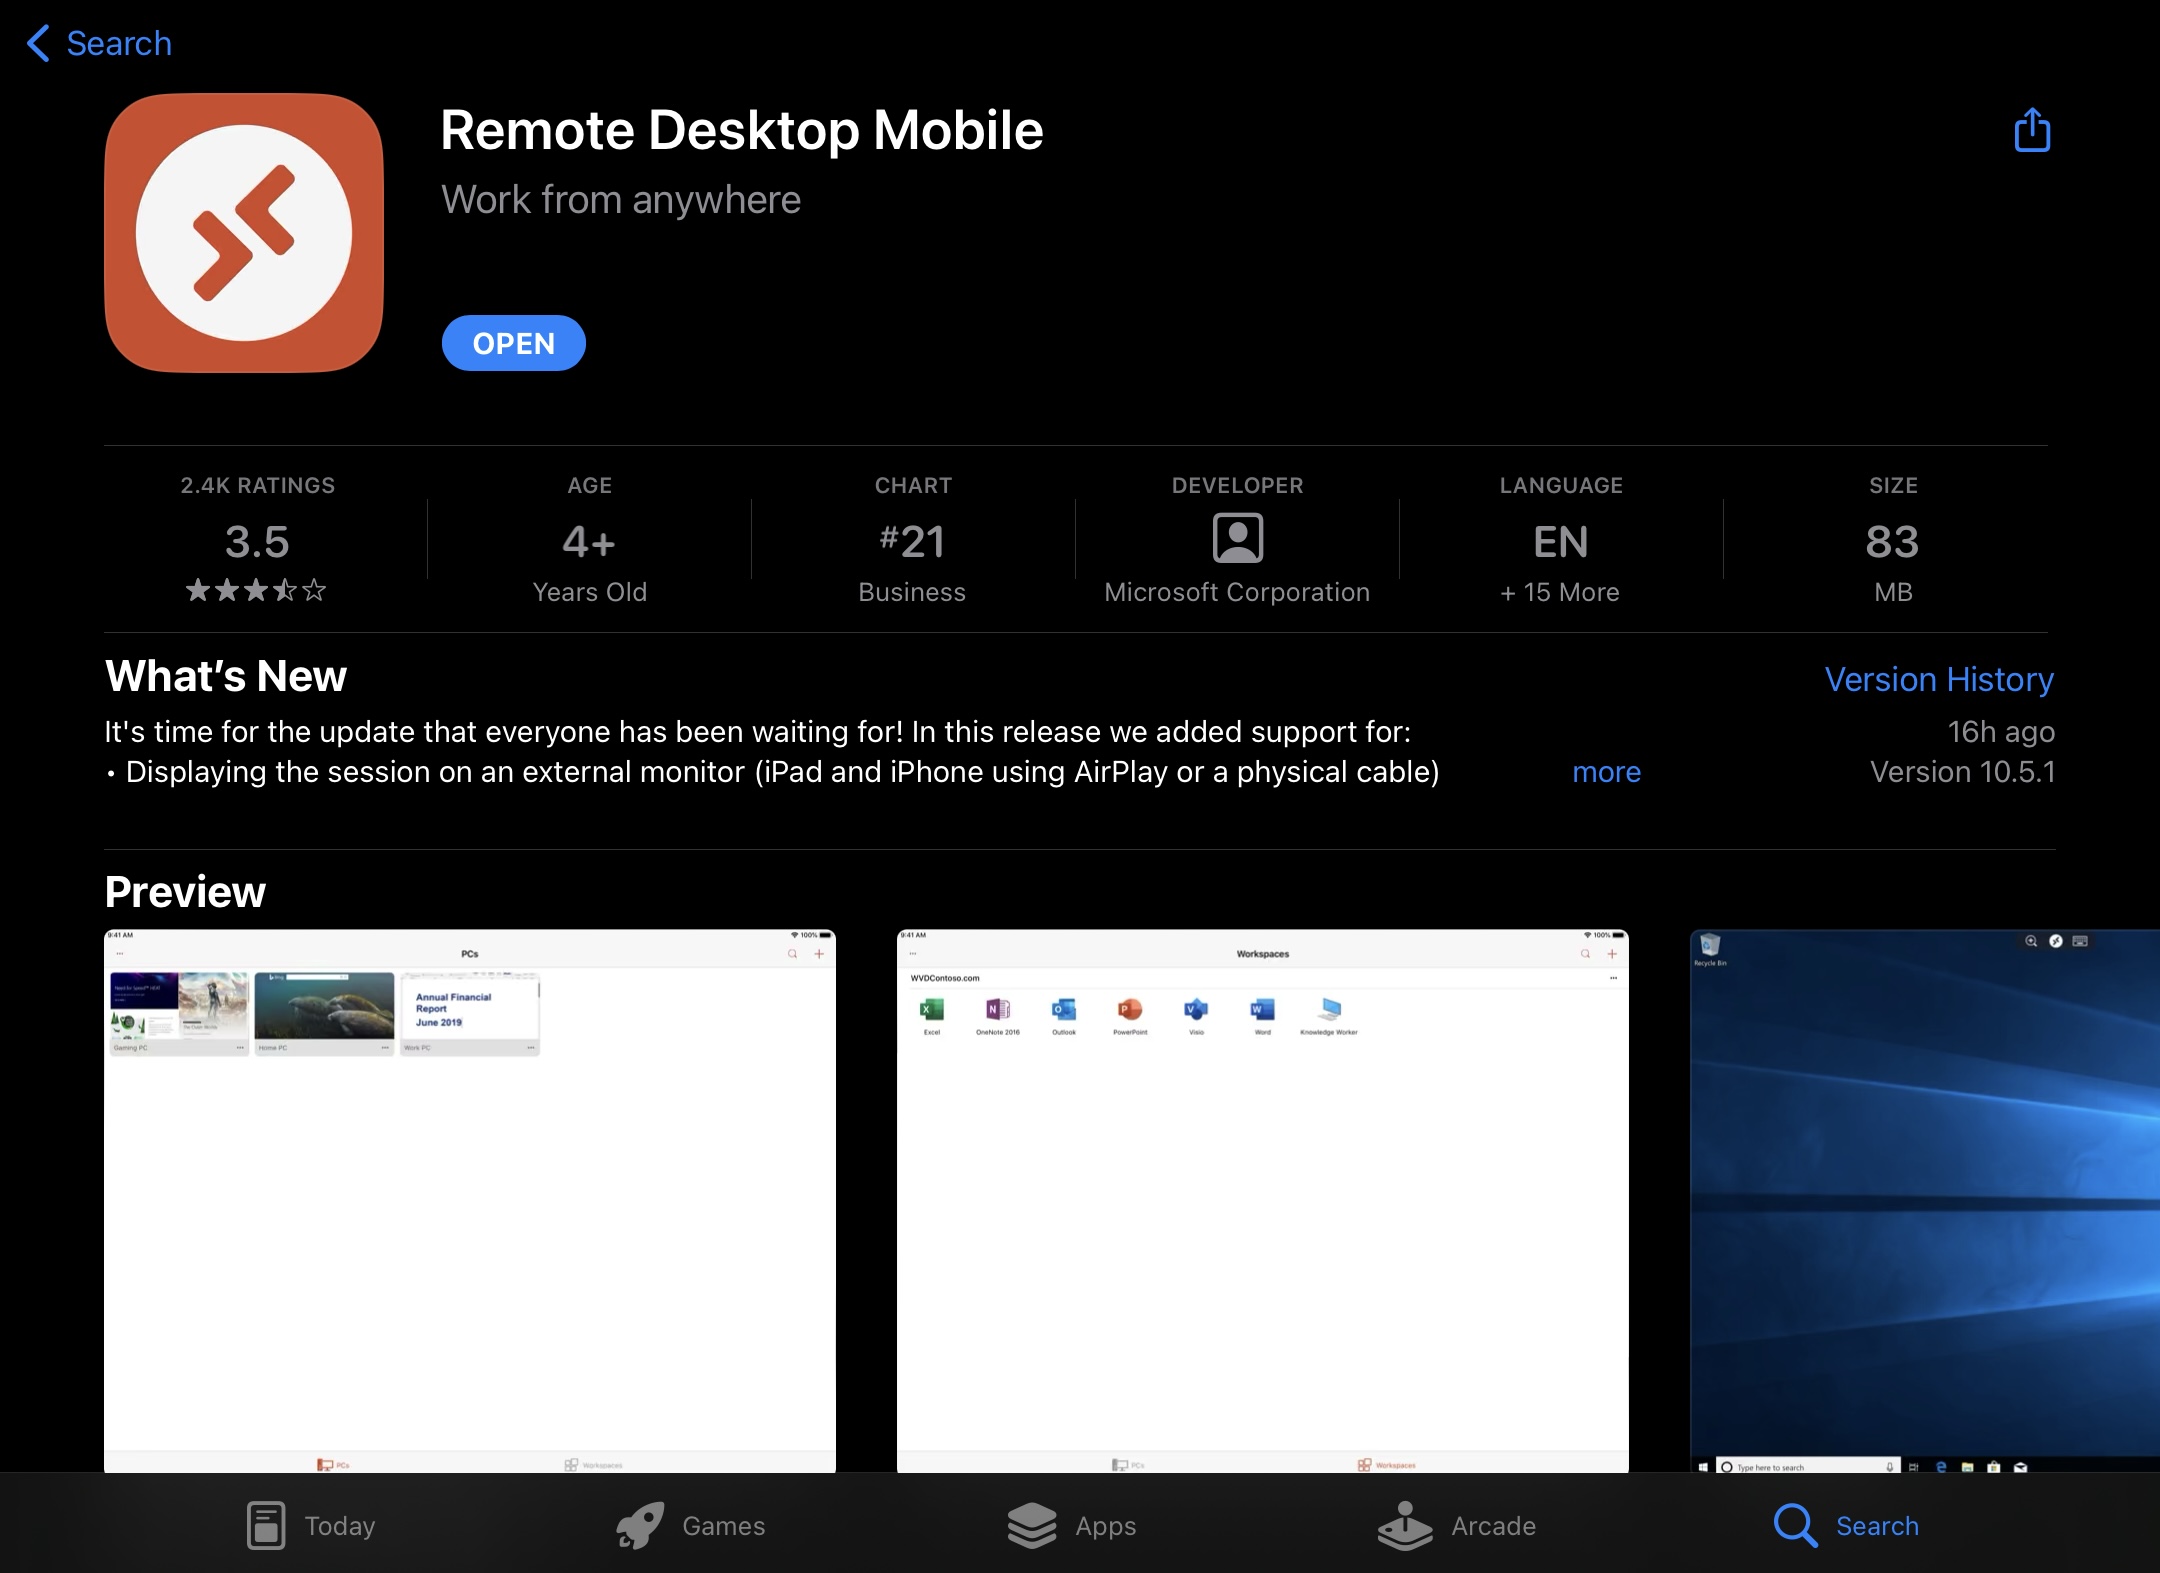 Search
Remote Desktop Mobile
Work from anywhere
OPEN
2.4K RATINGS
3.5
AGE
4+
Years Old
CHART
#21
Business
DEVELOPER
Microsoft Corporation
LANGUAGE
EN
+ 15 More
SIZE
83
MB
What's New
Version History
It's time for the update that everyone has been waiting for! In this release we added support for:
16h ago
• Displaying the session on an external monitor (iPad and iPhone using AirPlay or a physical cable)
more
Version 10.5.1
Preview
9:41 AM
100%
PCs
Annual Financial
Report
June 2019
Gaming PC
Home PC
Work PC
PCs
Workspaces
9:41 AM
100%
Workspaces
WVDContoso.com
Excel
OneNote 2016
Outlook
PowerPoint
Visio
Word
Knowledge Worker
PCs
Workspaces
Recycle Bin
Type here to search
Today
Games
Apps
Arcade
Search